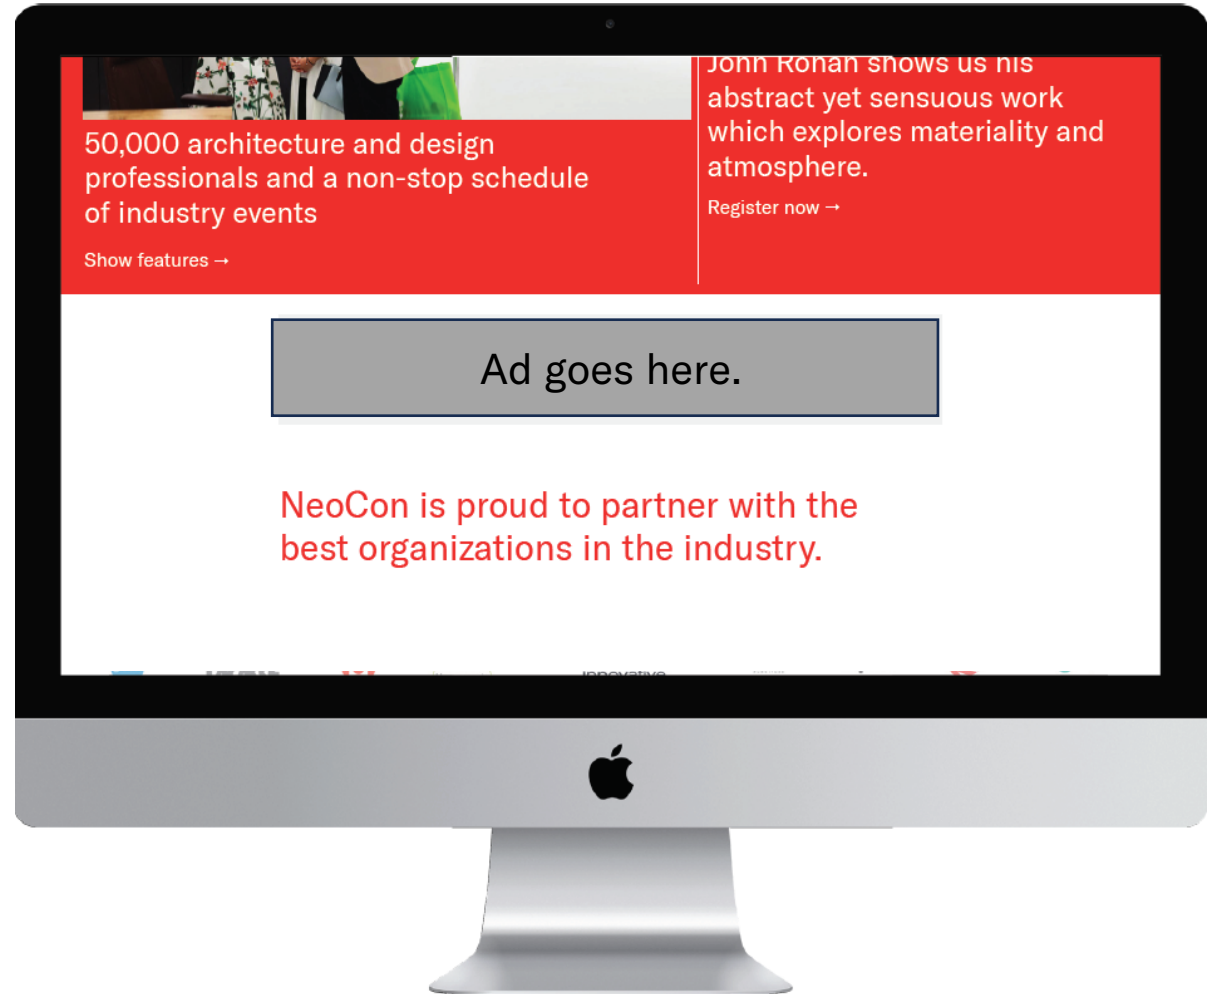 50,000 architecture and design
professionals and a non-stop schedule
of industry events
Show features →
John Ronan shows us his
abstract yet sensuous work
which explores materiality and
atmosphere.
Register now →
Ad goes here.
NeoCon is proud to partner with the
best organizations in the industry.
Innovative